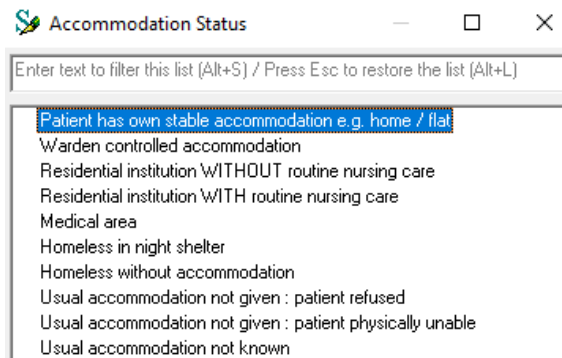 Accommodation Status
Enter text to filter this list (Alt+S) / Press Esc to restore the list (Alt+L)
Patient has own stable accommodation e.g. home / flat
Warden controlled accommodation
Residential institution WITHOUT routine nursing care
Residential institution WITH routine nursing care
Medical area
Homeless in night shelter
Homeless without accommodation
Usual accommodation not given : patient refused
Usual accommodation not given : patient physically unable
Usual accommodation not known